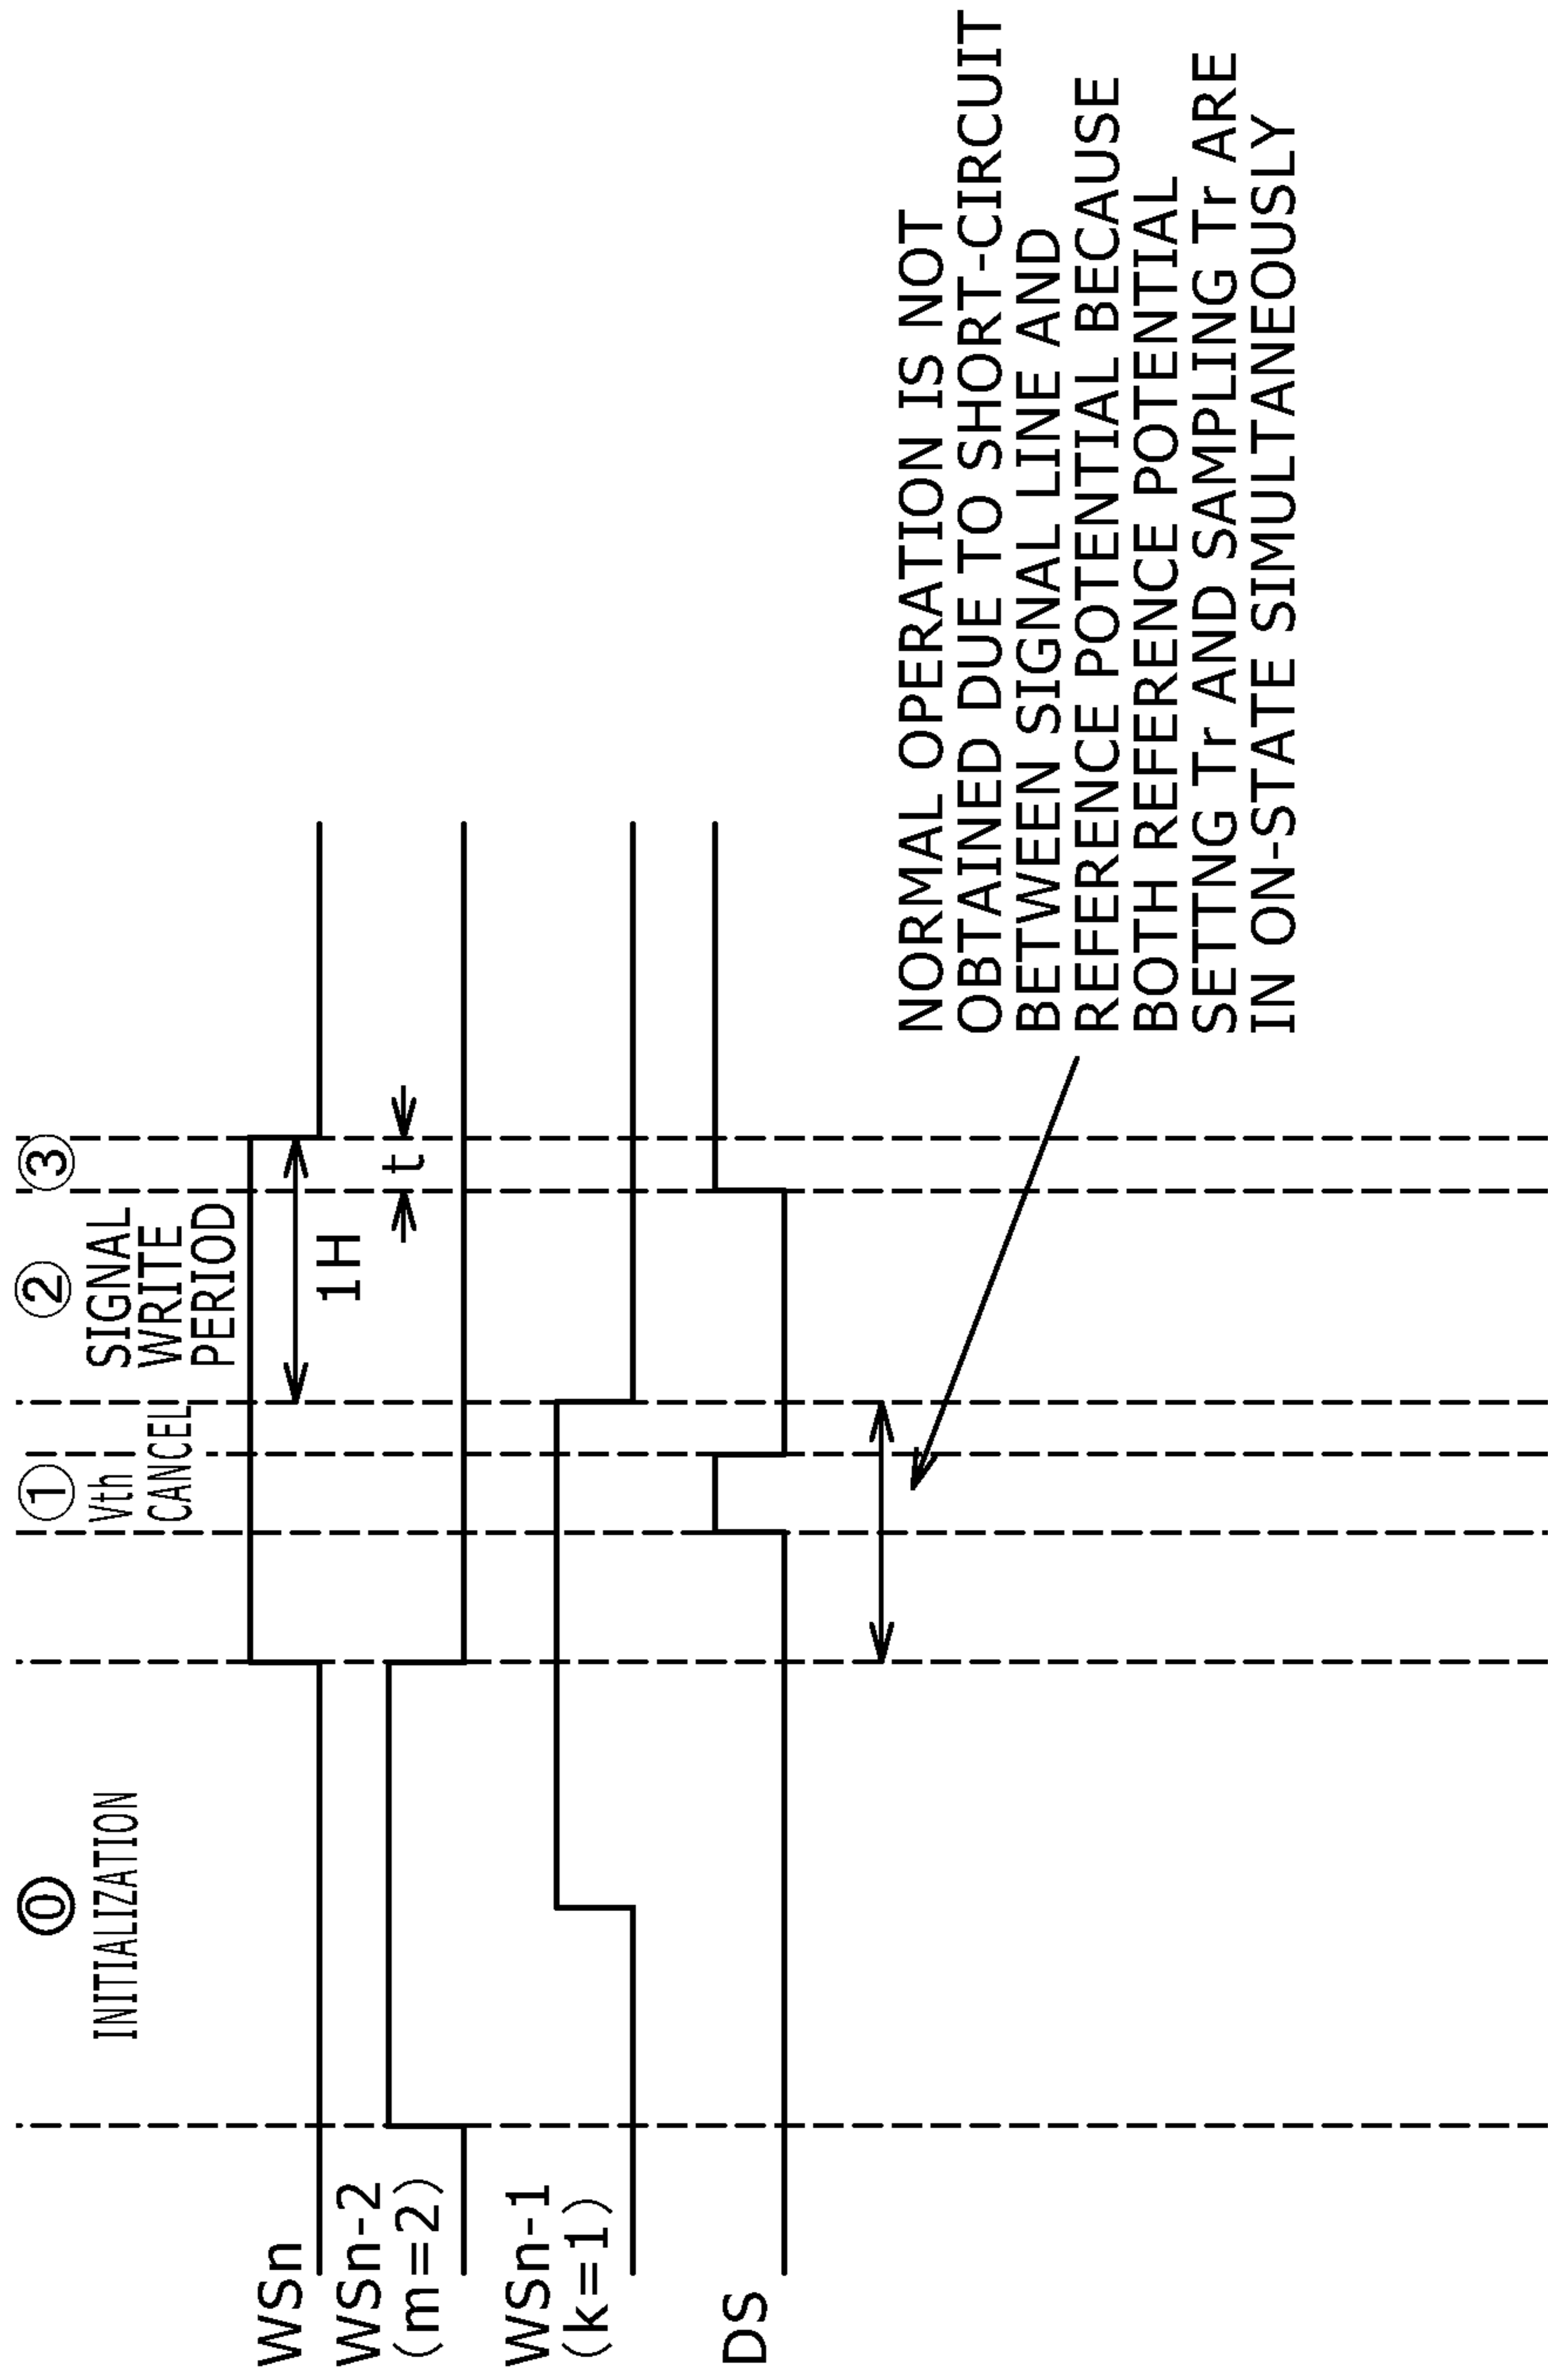 ⓪
INITIALIZATION
①
Vth
CANCEL
②
SIGNAL
WRITE
PERIOD
③
WSn
1H
WSn-2
(m=2)
t
WSn-1
(k=1)
DS
NORMAL OPERATION IS NOT
OBTAINED DUE TO SHORT-CIRCUIT
BETWEEN SIGNAL LINE AND
REFERENCE POTENTIAL BECAUSE
BOTH REFERENCE POTENTIAL
SETTNG Tr AND SAMPLING Tr ARE
IN ON-STATE SIMULTANEOUSLY